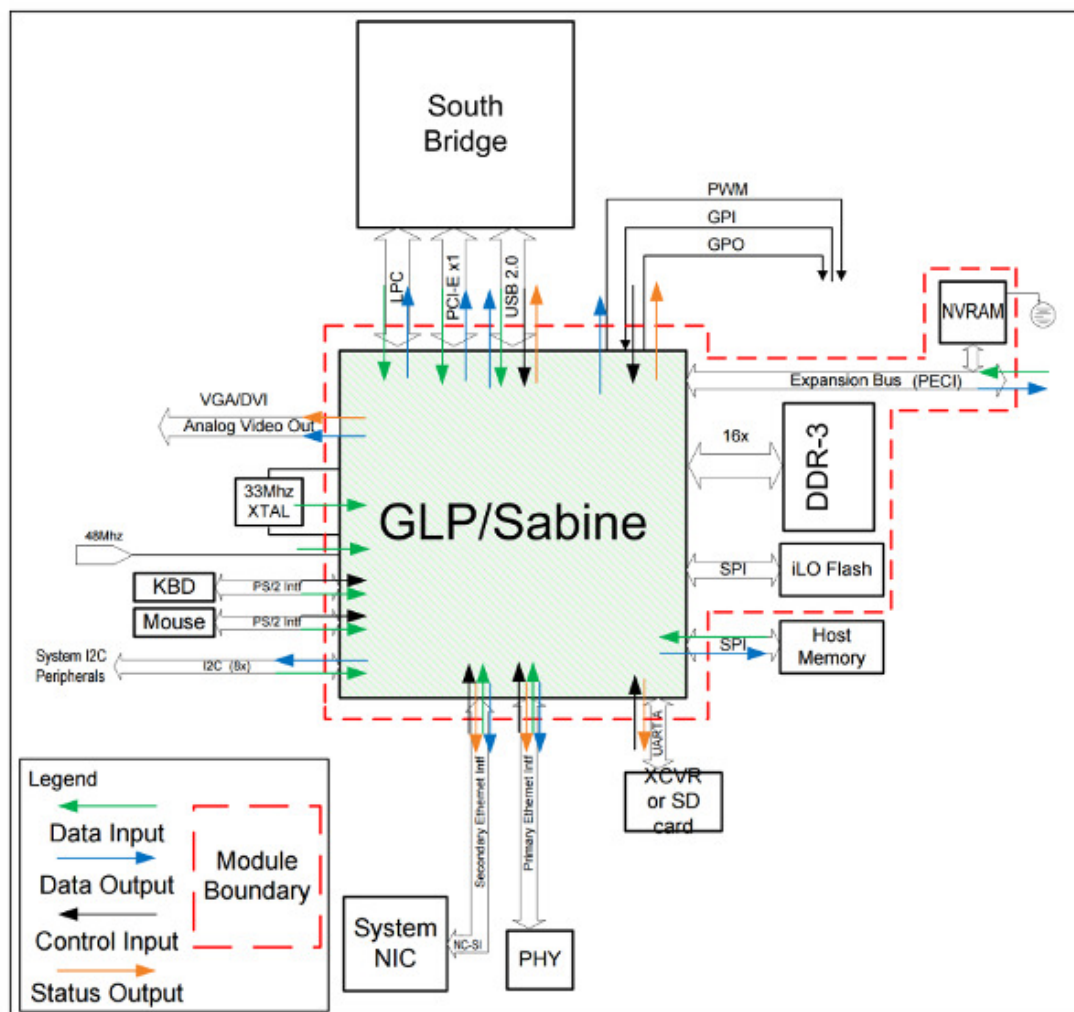 South
Bridge
PWM
GPI
GPO
LPC
PCI-E x1
USB 2.0
NVRAM
Expansion Bus (PECI)
VGA/DVI
Analog Video Out
16x
DDR-3
33Mhz
XTAL
GLP/Sabine
48Mhz
KBD
PS/2 Intf
Mouse
PS/2 Intf
SPI
iLO Flash
System I2C
Peripherals
I2C (8x)
SPI
Host
Memory
UART A
XCVR
or SD
card
Secondary Ethernet Intf
Primary Ethernet Intf
System
NIC
NC-SI
PHY
Legend
Data Input
Data Output
Control Input
Status Output
Module
Boundary